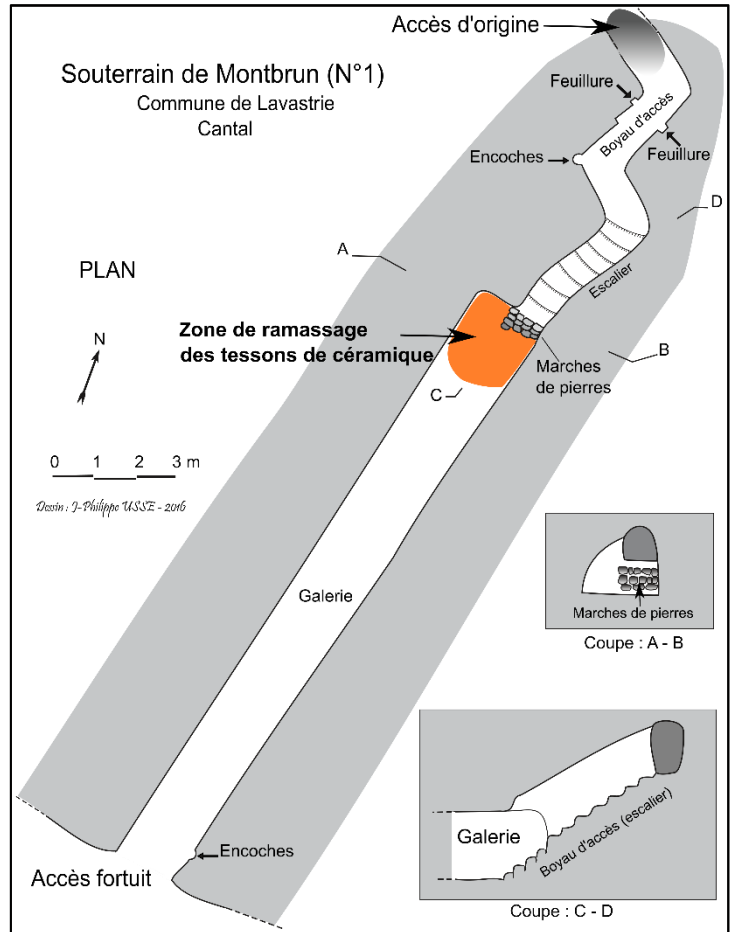 Accès d'origine
Souterrain de Montbrun (N°1)
Commune de Lavastrie
Cantal
Feuillure
Boyau d'accès
Feuillure
Encoches
D
A
PLAN
Escalier
N
Zone de ramassage
des tessons de céramique
B
Marches
de pierres
C
0 1 2 3 m
Dessin : J-Philippe USSE - 2016
Galerie
Marches de pierres
Coupe : A - B
Galerie
Boyau d'accès (escalier)
Encoches
Accès fortuit
Coupe : C - D